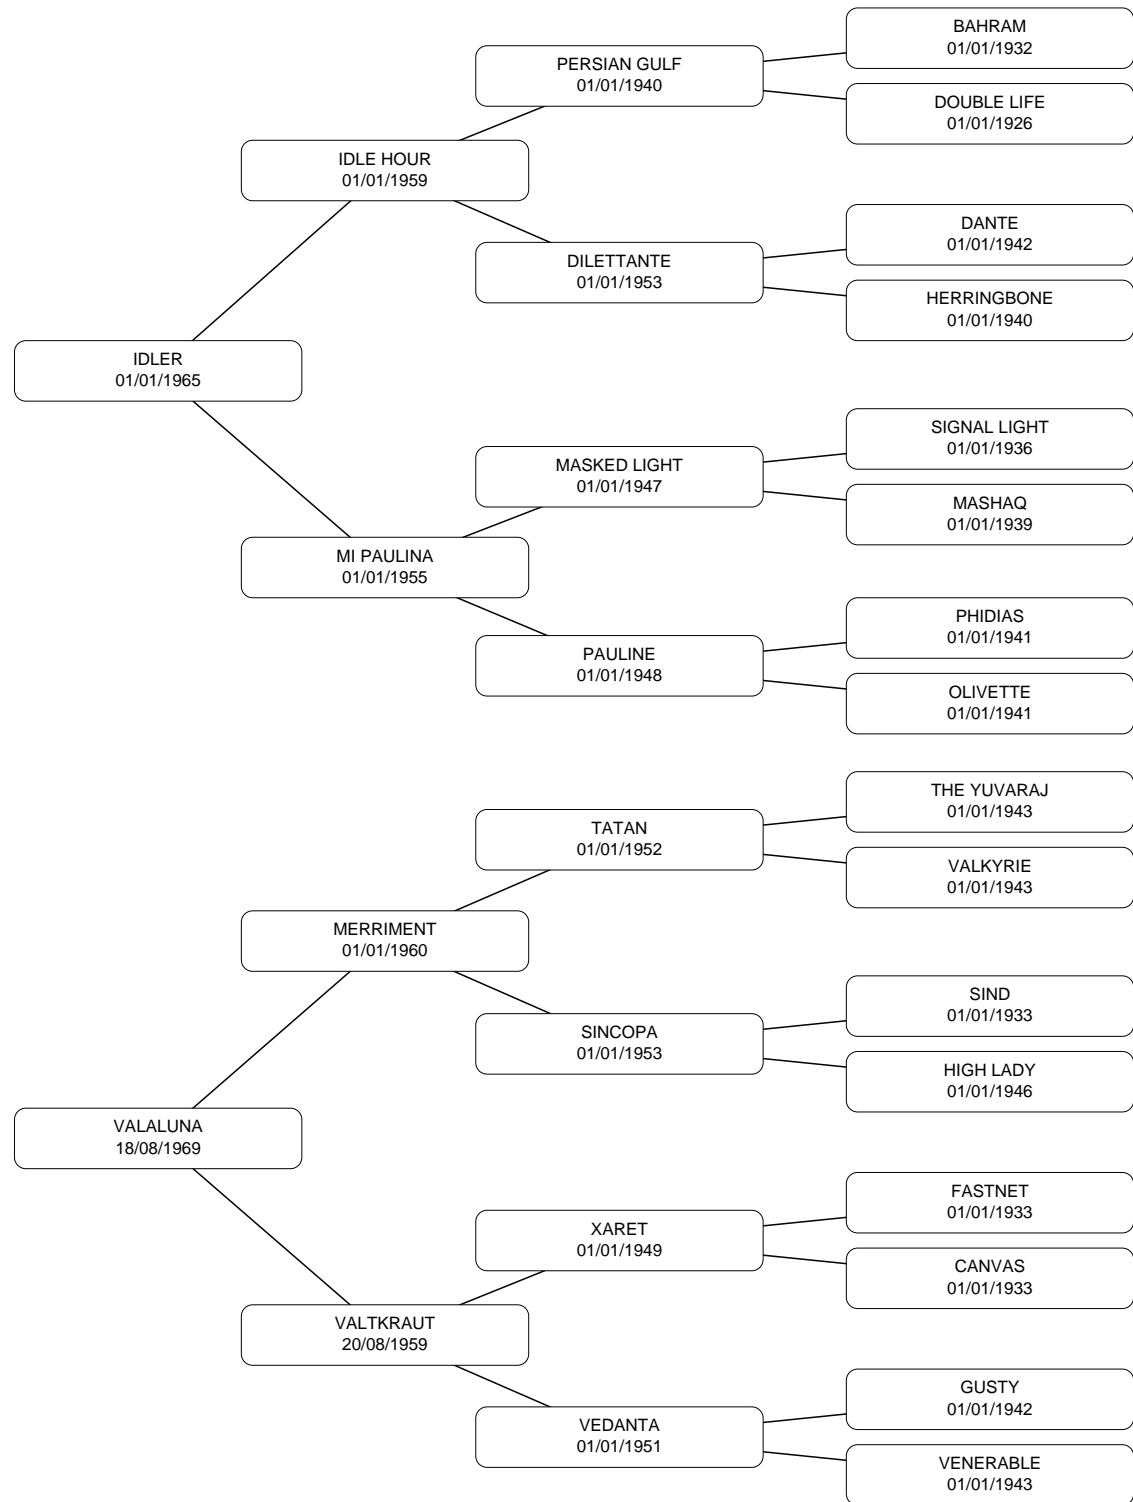 BAHRAM
01/01/1932
PERSIAN GULF
01/01/1940
DOUBLE LIFE
01/01/1926
IDLE HOUR
01/01/1959
DANTE
01/01/1942
DILETTANTE
01/01/1953
HERRINGBONE
01/01/1940
IDLER
01/01/1965
SIGNAL LIGHT
01/01/1936
MASKED LIGHT
01/01/1947
MASHAQ
01/01/1939
MI PAULINA
01/01/1955
PHIDIAS
01/01/1941
PAULINE
01/01/1948
OLIVETTE
01/01/1941
THE YUVARAJ
01/01/1943
TATAN
01/01/1952
VALKYRIE
01/01/1943
MERRIMENT
01/01/1960
SIND
01/01/1933
SINCOPA
01/01/1953
HIGH LADY
01/01/1946
VALALUNA
18/08/1969
FASTNET
01/01/1933
XARET
01/01/1949
CANVAS
01/01/1933
VALTKRAUT
20/08/1959
GUSTY
01/01/1942
VEDANTA
01/01/1951
VENERABLE
01/01/1943